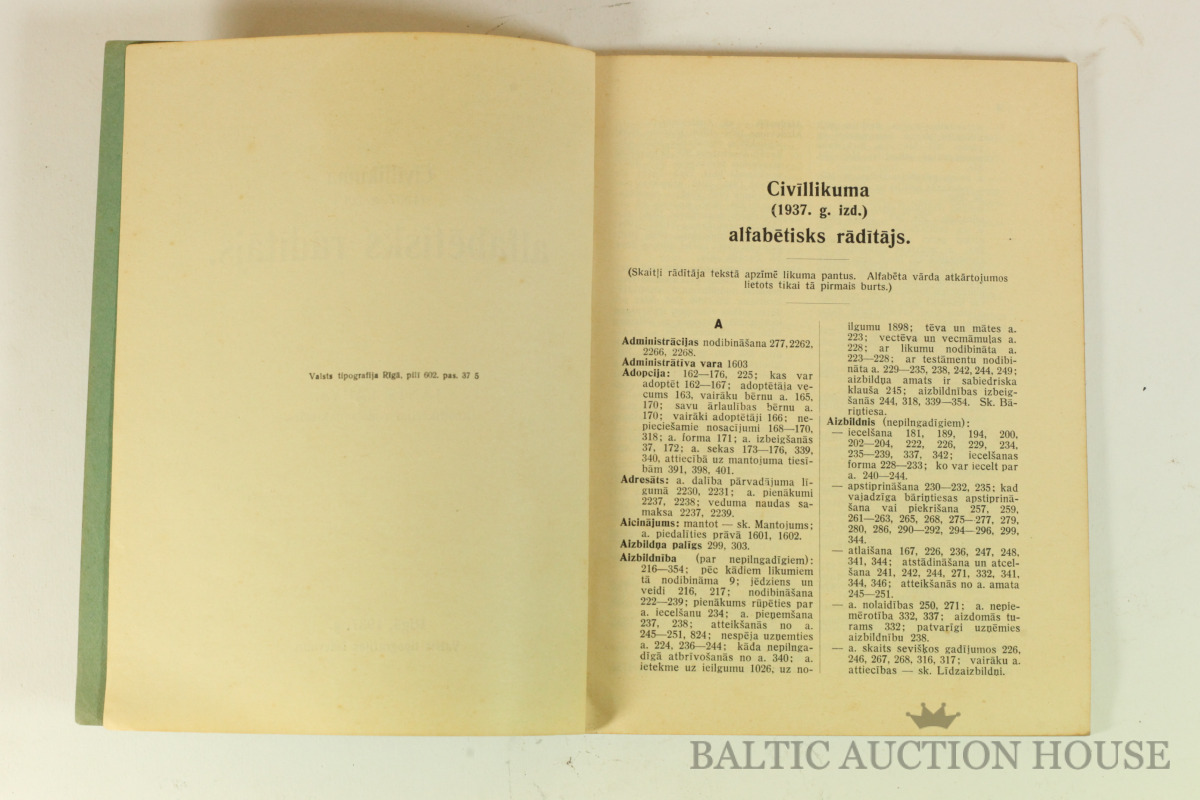 Valsts tipografija Rīgā, pilī 602. pas. 37 5
Civīllikuma
(1937. g. izd.)
alfabētisks rādītājs.
(Skaitļi rādītāja tekstā apzīmē likuma pantus. Alfabēta vārda atkārtojumos
lietots tikai tā pirmais burts.)
A
Administrācijas nodibināšana 277, 2262,
2266, 2268.
Administrātīva vara 1603
Adopcija: 162—176, 225; kas var
adoptēt 162—167; adoptētāja ve-
cums 163, vairāku bērnu a. 165,
170; savu ārlaulības bērnu a.
170; vairāki adoptētāji 166; ne-
pieciešamie nosacījumi 168—170,
318; a. forma 171; a. izbeigšanās
37, 172; a. sekas 173—176, 339,
340, attiecībā uz mantojuma tiesī-
bām 391, 398, 401.
Adresāts: a. dalība pārvadājuma lī-
gumā 2230, 2231; a. pienākumi
2237, 2238; veduma naudas sa-
maksa 2237, 2239.
Aicinājums: mantot — sk. Mantojums;
a. piedalīties prāvā 1601, 1602.
Aizbildņa palīgs 299, 303.
Aizbildnība (par nepilngadīgiem):
216—354; pēc kādiem likumiem
tā nodibināma 9; jēdziens un
veidi 216, 217; nodibināšana
222—239; pienākums rūpēties par
a. iecelšanu 234; a. pieņemšana
237, 238; atteikšanās no a.
245—251, 824; nespēja uzņemties
a. 224, 236—244; kāda nepilnga-
dīgā atbrīvošanās no a. 340; a.
ietekme uz ieilgumu 1026, uz no-
ilgumu 1898; tēva un mātes a.
223; vectēva un vecmāmuļas a.
228; ar likumu nodibināta a.
223—228; ar testāmentu nodibi-
nāta a. 229—235, 238, 242, 244, 249;
aizbildņa amats ir sabiedriska
klauša 245; aizbildnības izbeig-
šanās 244, 318, 339—354. Sk. Bā-
riņtiesa.
Aizbildnis (nepilngadīgiem):
— iecelšana 181, 189, 194, 200,
202—204, 222, 226, 229, 234,
235—239, 337, 342; iecelšanas
forma 228—233; ko var iecelt par
a. 240—244.
— apstiprināšana 230—232, 235; kad
vajadzīga bāriņtiesas apstiprinā-
šana vai piekrišana 257, 259,
261—263, 265, 268, 275—277, 279,
280, 286, 290—292, 294—296, 299,
344.
— atlaišana 167, 226, 236, 247, 248,
341, 344; atstādināšana un atcel-
šana 241, 242, 244, 271, 332, 341,
344, 346; atteikšanās no a. amata
245—251.
— a. nolaidības 250, 271; a. nepie-
mērotība 332, 337; aizdomās tu-
rams 332; patvarīgi uzņēmies
aizbildnību 238.
— a. skaits sevišķos gadījumos 226,
246, 267, 268, 316, 317; vairāku a.
attiecības — sk. Līdzaizbildņi.
BALTIC AUCTION HOUSE